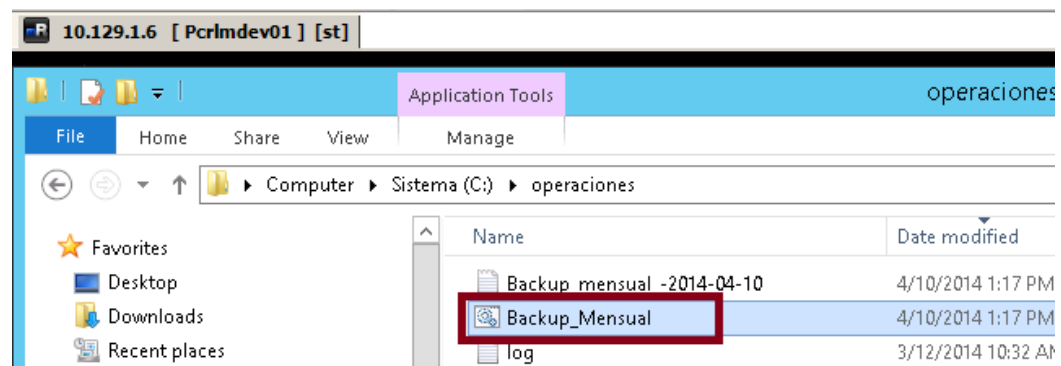 10.129.1.6 [ Pcrlmdev01 ] [st]
Application Tools
operaciones
File Home Share View Manage
Computer Sistema (C:) operaciones
Favorites
Desktop
Downloads
Recent places
Name Date modified
Backup mensual -2014-04-10 4/10/2014 1:17 PM
Backup_Mensual 4/10/2014 1:17 PM
log 3/12/2014 10:32 AM